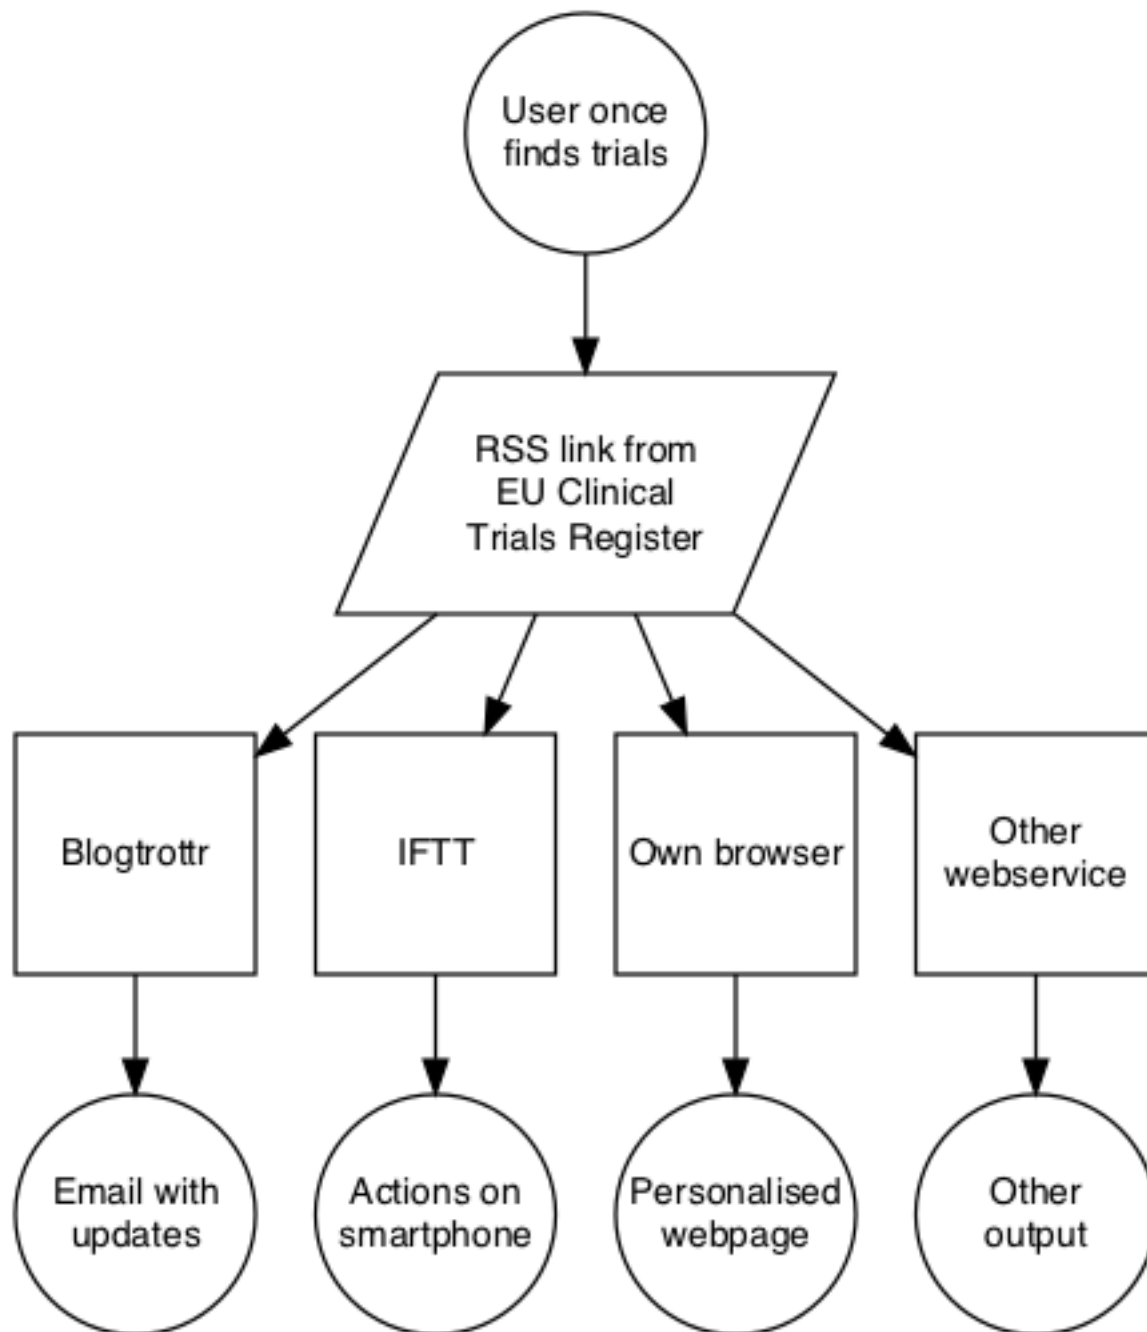 User once
finds trials
RSS link from
EU Clinical
Trials Register
Blogtrottr
IFTT
Own browser
Other
webservice
Email with
updates
Actions on
smartphone
Personalised
webpage
Other
output